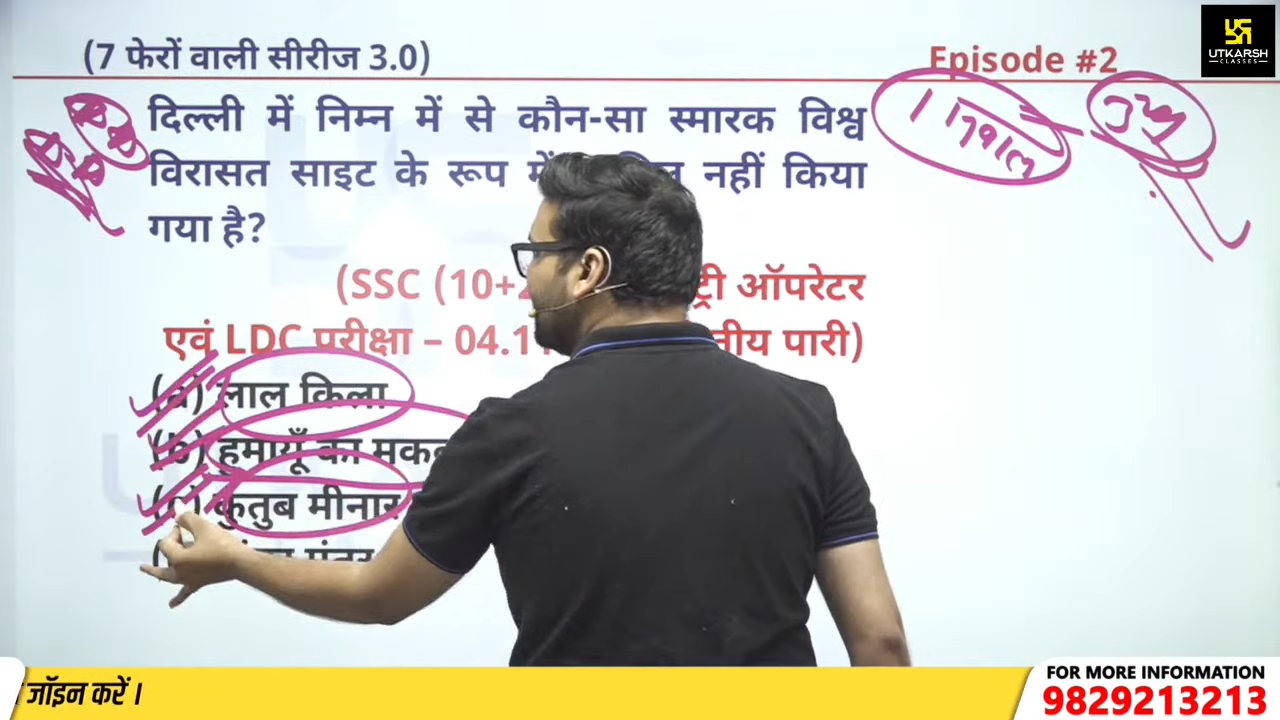 (7 फेरों वाली सीरीज 3.0)
Episode #2
UTKARSH
CLASSES
दिल्ली में निम्न में से कौन-सा स्मारक विश्व
विरासत साइट के रूप में नहीं किया
गया है?
(SSC (10+2 ऑपरेटर
एवं LDC परीक्षा – 04.11 पारी)
(a) लाल किला
(b) हुमायूँ का
(c) कुतुब मीनार
जॉइन करें ।
FOR MORE INFORMATION
9829213213